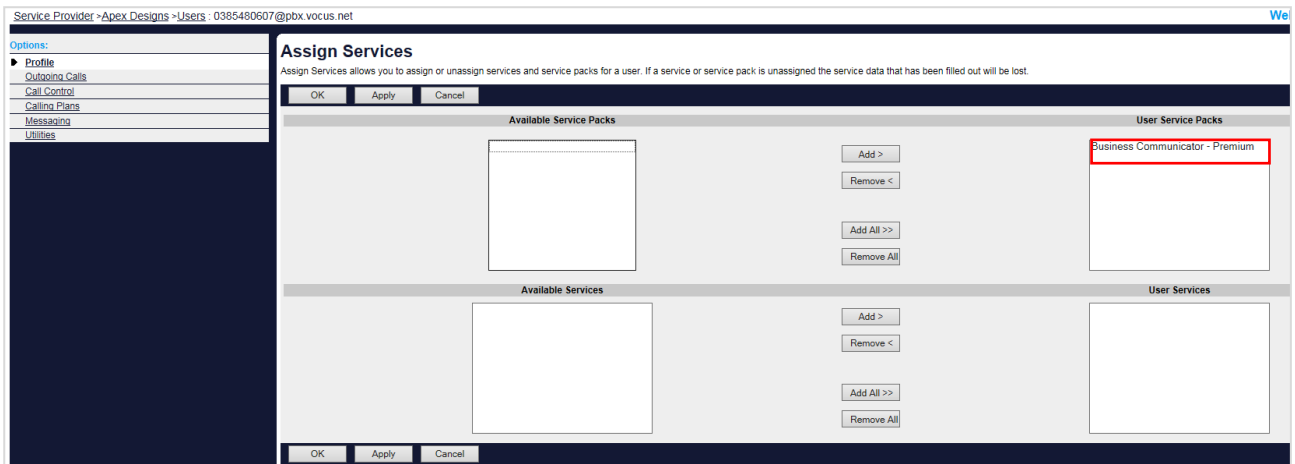 Service Provider >Apex Designs >Users : 0385480607@pbx.vocus.net
Wel
Options:
Profile
Outgoing Calls
Call Control
Calling Plans
Messaging
Utilities
Assign Services
Assign Services allows you to assign or unassign services and service packs for a user. If a service or service pack is unassigned the service data that has been filled out will be lost.
OK Apply Cancel
Available Service Packs User Service Packs
Business Communicator - Premium
Add >
Remove <
Add All >>
Remove All
Available Services User Services
Add >
Remove <
Add All >>
Remove All
OK Apply Cancel